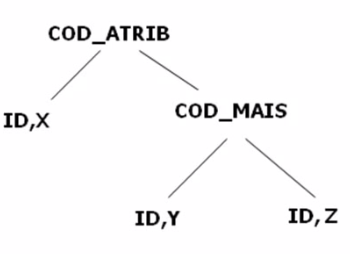 COD_ATRIB
ID,X
COD_MAIS
ID,Y
ID,Z